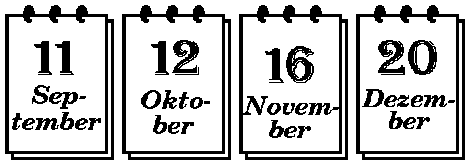 11
Sep-
tember
12
Okto-
ber
16
Novem-
ber
20
Dezem-
ber